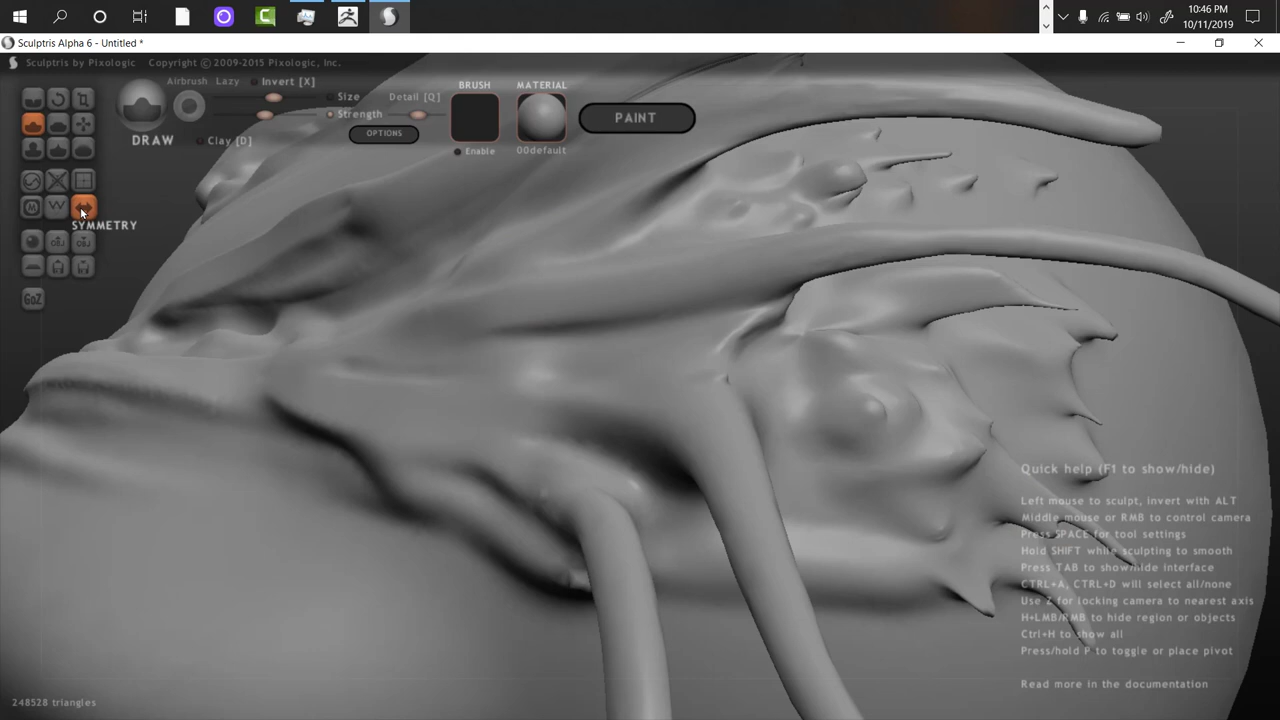 10:46 PM
10/11/2019
Sculptris Alpha 6 - Untitled *
Sculptris by Pixologic Copyright © 2009-2015 Pixologic, Inc.
Airbrush Lazy Invert [X]
BRUSH MATERIAL
Size Detail [Q]
Strength
PAINT
OPTIONS
DRAW Clay [D]
Enable 00default
SYMMETRY
OBJ OBJ
GoZ
Quick help (F1 to show/hide)
Left mouse to sculpt, invert with ALT
Middle mouse or RMB to control camera
Press SPACE for tool settings
Hold SHIFT while sculpting to smooth
Press TAB to show/hide interface
CTRL+A, CTRL+D will select all/none
Use Z for locking camera to nearest axis
H+LMB/RMB to hide region or objects
Ctrl+H to show all
Press/hold P to toggle or place pivot
Read more in the documentation
248528 triangles